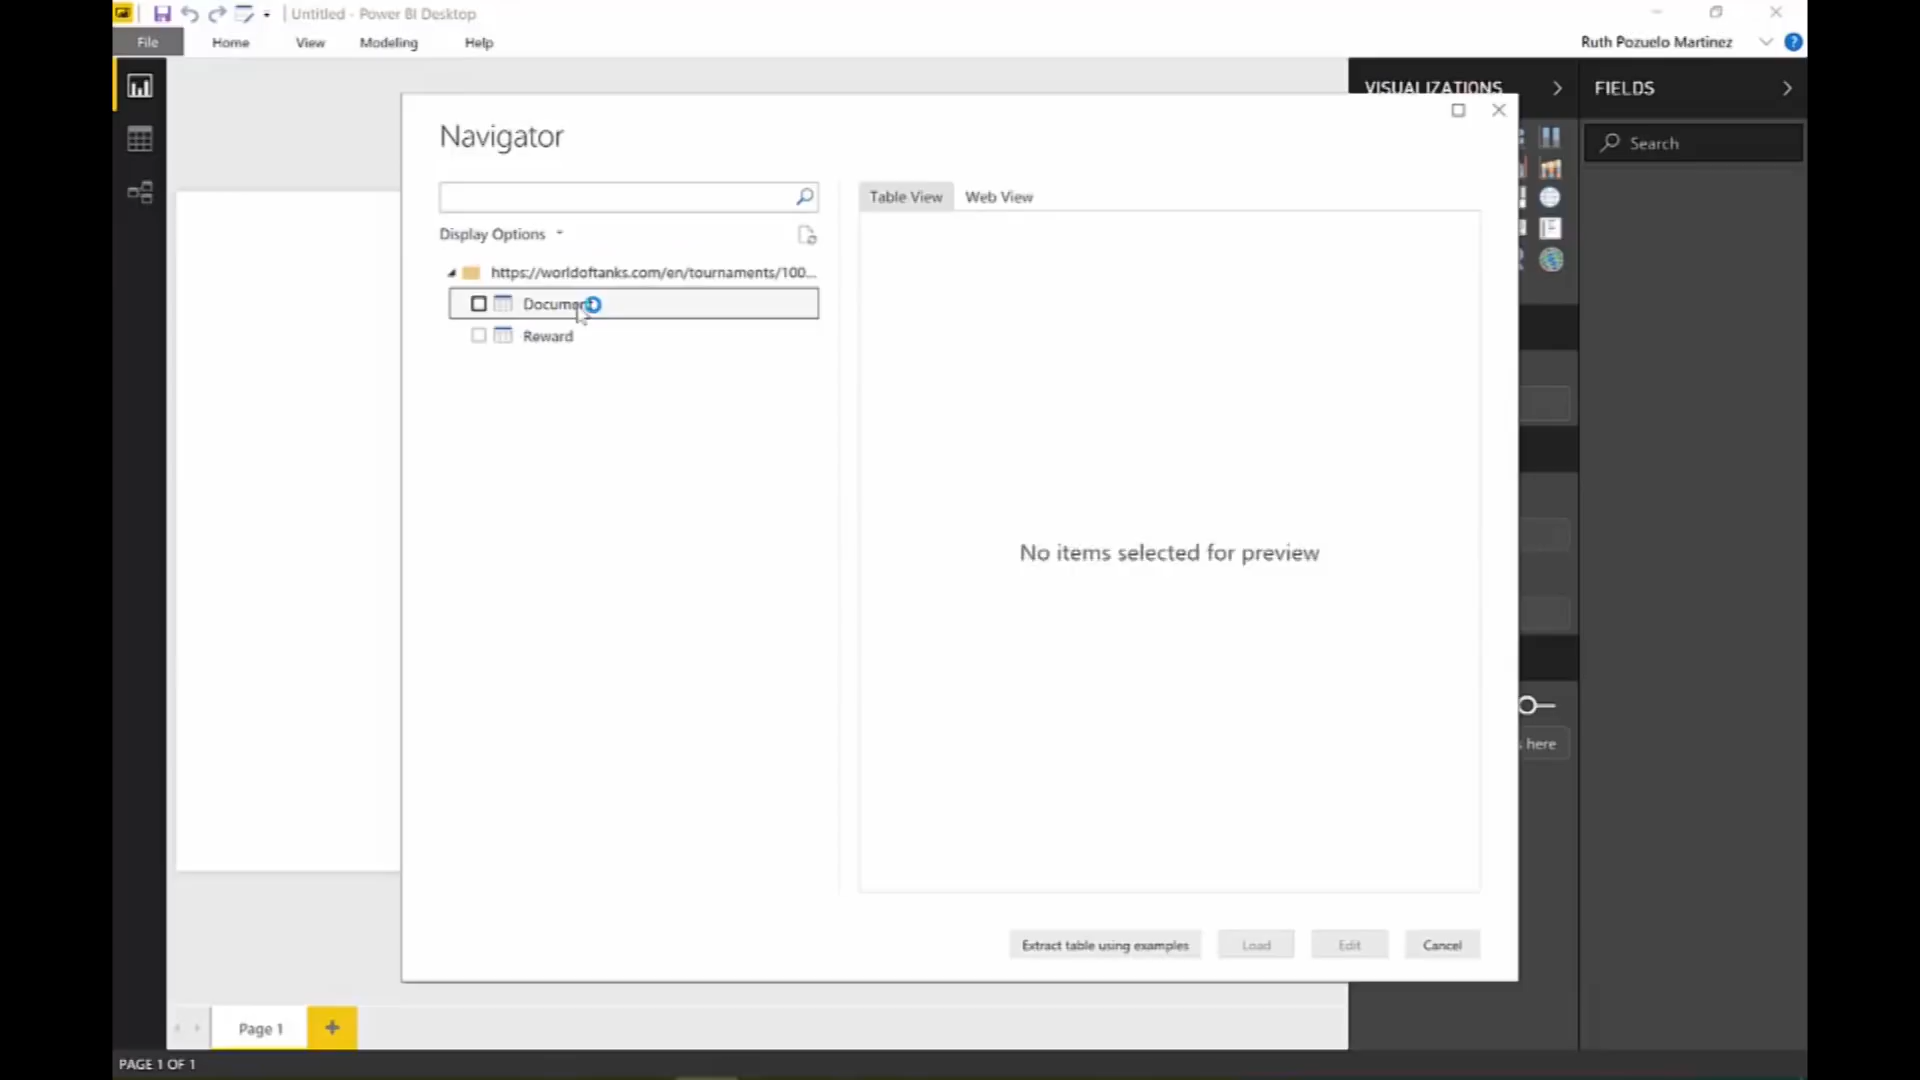 Untitled - Power BI Desktop
File
Home
View
Modeling
Help
Ruth Pozuelo Martinez
?
VISUALIZATIONS
FIELDS
Search
Navigator
Display Options
https://worldoftanks.com/en/tournaments/100...
Document
Reward
Table View
Web View
No items selected for preview
here
Extract table using examples
Load
Edit
Cancel
Page 1
+
PAGE 1 OF 1